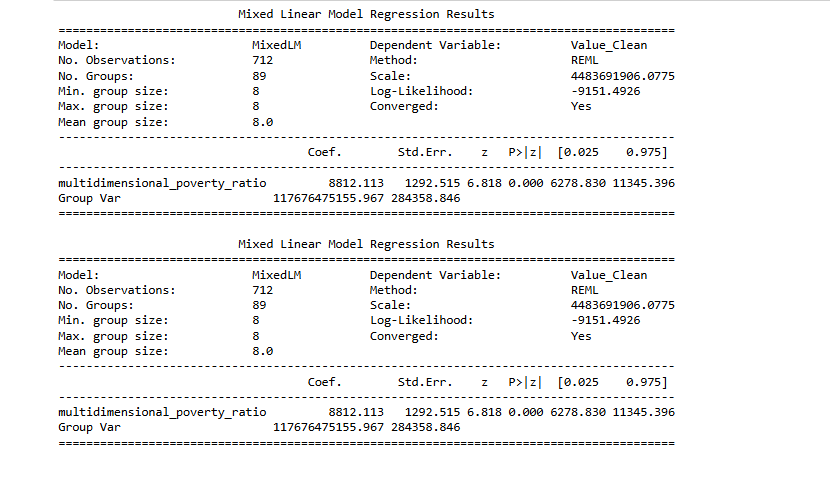 Mixed Linear Model Regression Results
================================================================================
Model: MixedLM Dependent Variable: Value_Clean
No. Observations: 712 Method: REML
No. Groups: 89 Scale: 4483691906.0775
Min. group size: 8 Log-Likelihood: -9151.4926
Max. group size: 8 Converged: Yes
Mean group size: 8.0
--------------------------------------------------------------------------------
Coef. Std.Err. z P>|z| [0.025 0.975]
--------------------------------------------------------------------------------
multidimensional_poverty_ratio 8812.113 1292.515 6.818 0.000 6278.830 11345.396
Group Var 117676475155.967 284358.846
================================================================================
Mixed Linear Model Regression Results
================================================================================
Model: MixedLM Dependent Variable: Value_Clean
No. Observations: 712 Method: REML
No. Groups: 89 Scale: 4483691906.0775
Min. group size: 8 Log-Likelihood: -9151.4926
Max. group size: 8 Converged: Yes
Mean group size: 8.0
--------------------------------------------------------------------------------
Coef. Std.Err. z P>|z| [0.025 0.975]
--------------------------------------------------------------------------------
multidimensional_poverty_ratio 8812.113 1292.515 6.818 0.000 6278.830 11345.396
Group Var 117676475155.967 284358.846
================================================================================